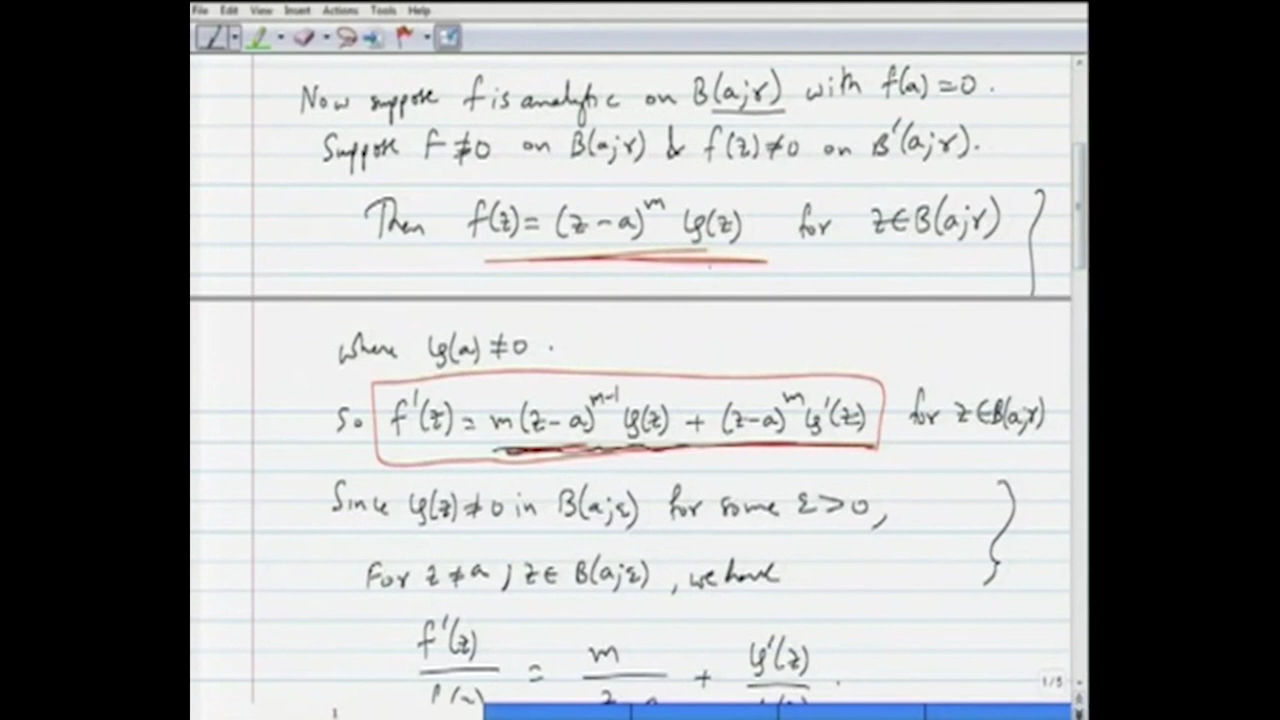 File Edit View Insert Actions Tools Help
Now suppose f is analytic on B(a;r) with f(a)=0.
Suppose f≢0 on B(a;r) & f(z)≠0 on B'(a;r).
Then f(z)= (z-a)^m φ(z) for z∈B(a;r)
where φ(a)≠0.
So f'(z)= m(z-a)^{m-1} φ(z) + (z-a)^m φ'(z) for z∈B(a;r)
Since φ(z)≠0 in B(a;ε) for some ε>0,
For z≠a ; z∈ B(a;ε), we have
f'(z) m φ'(z)
= + .
1/5
1